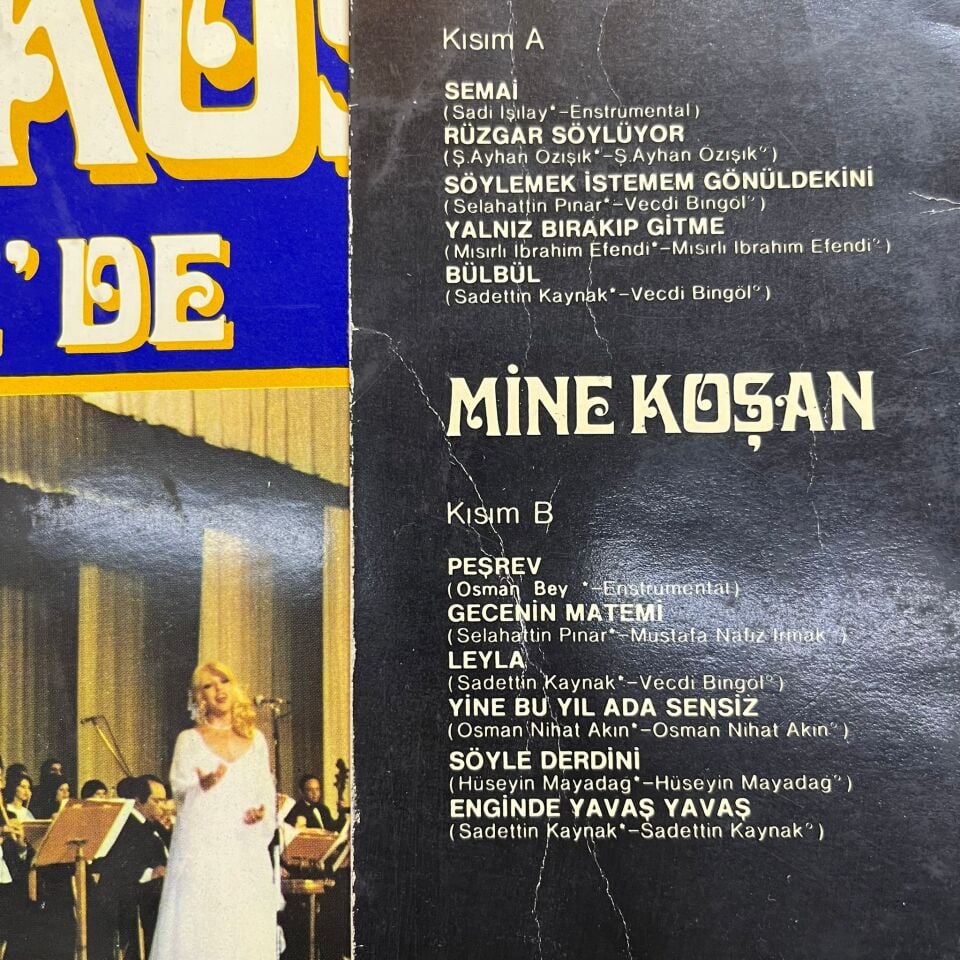 'DE
Kısım A
SEMAİ
(Sadi Işılay*–Enstrumental)
RÜZGAR SÖYLÜYOR
(Ş.Ayhan Özışık*–Ş.Ayhan Özışık°)
SÖYLEMEK İSTEMEM GÖNÜLDEKİNİ
(Selahattin Pınar*–Vecdi Bingöl°)
YALNIZ BIRAKIP GİTME
(Mısırlı Ibrahim Efendi*–Mısırlı Ibrahim Efendi°)
BÜLBÜL
(Sadettin Kaynak*–Vecdi Bingöl°)
MİNE KOŞAN
Kısım B
PEŞREV
(Osman Bey *–Enstrumental)
GECENİN MATEMİ
(Selahattin Pınar*–Mustafa Nafiz Irmak°)
LEYLA
(Sadettin Kaynak*–Vecdi Bingöl°)
YİNE BU YIL ADA SENSİZ
(Osman Nihat Akın*–Osman Nihat Akın°)
SÖYLE DERDİNİ
(Hüseyin Mayadağ*–Hüseyin Mayadağ°)
ENGİNDE YAVAŞ YAVAŞ
(Sadettin Kaynak*–Sadettin Kaynak°)